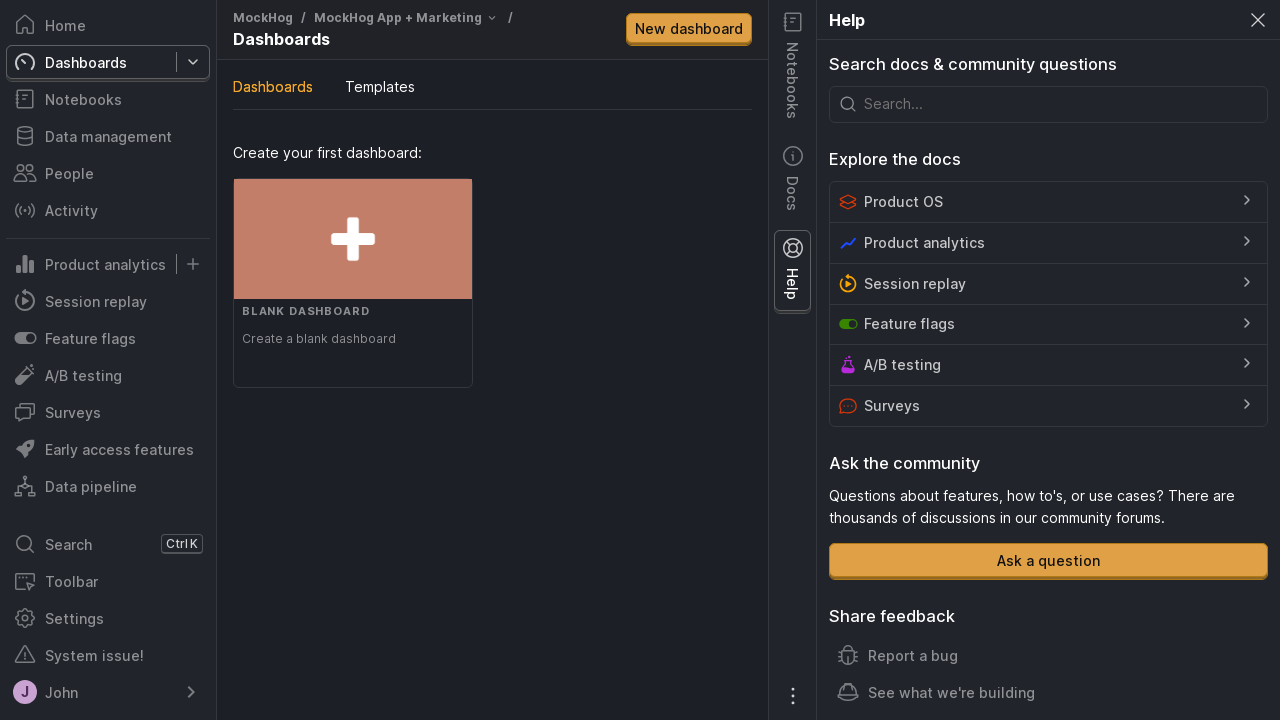 Home
Dashboards
Notebooks
Data management
People
Activity
Product analytics
Session replay
Feature flags
A/B testing
Surveys
Early access features
Data pipeline
Search
Ctrl K
Toolbar
Settings
System issue!
J
John
MockHog / MockHog App + Marketing /
Dashboards
New dashboard
Dashboards
Templates
Create your first dashboard:
BLANK DASHBOARD
Create a blank dashboard
Notebooks
Docs
Help
Help
Search docs & community questions
Search...
Explore the docs
Product OS
Product analytics
Session replay
Feature flags
A/B testing
Surveys
Ask the community
Questions about features, how to's, or use cases? There are
thousands of discussions in our community forums.
Ask a question
Share feedback
Report a bug
See what we're building